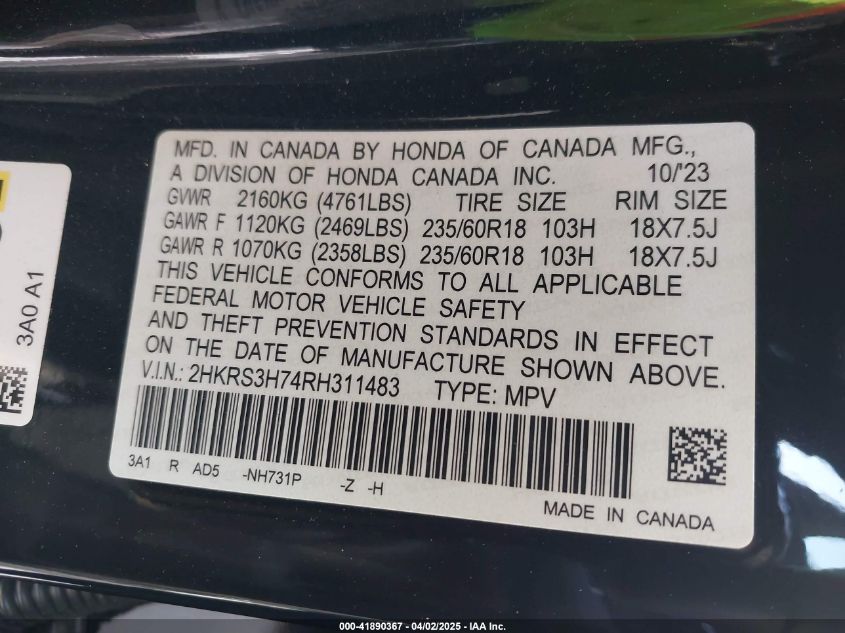 MFD. IN CANADA BY HONDA OF CANADA MFG.,
A DIVISION OF HONDA CANADA INC. 10/'23
GVWR 2160KG (4761LBS) TIRE SIZE RIM SIZE
GAWR F 1120KG (2469LBS) 235/60R18 103H 18X7.5J
GAWR R 1070KG (2358LBS) 235/60R18 103H 18X7.5J
THIS VEHICLE CONFORMS TO ALL APPLICABLE
FEDERAL MOTOR VEHICLE SAFETY
AND THEFT PREVENTION STANDARDS IN EFFECT
ON THE DATE OF MANUFACTURE SHOWN ABOVE.
V.I.N.: 2HKRS3H74RH311483 TYPE: MPV
3A1 R AD5 -NH731P -Z -H
MADE IN CANADA
3A0 A1
000-41890367 - 04/02/2025 - IAA Inc.